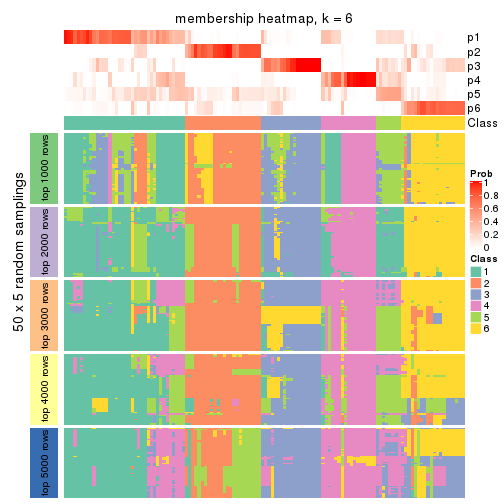 membership heatmap, k = 6
p1
p2
p3
p4
p5
p6
Class
50 x 5 random samplings
top 1000 rows
top 2000 rows
top 3000 rows
top 4000 rows
top 5000 rows
Prob
1
0.8
0.6
0.4
0.2
0
Class
1
2
3
4
5
6